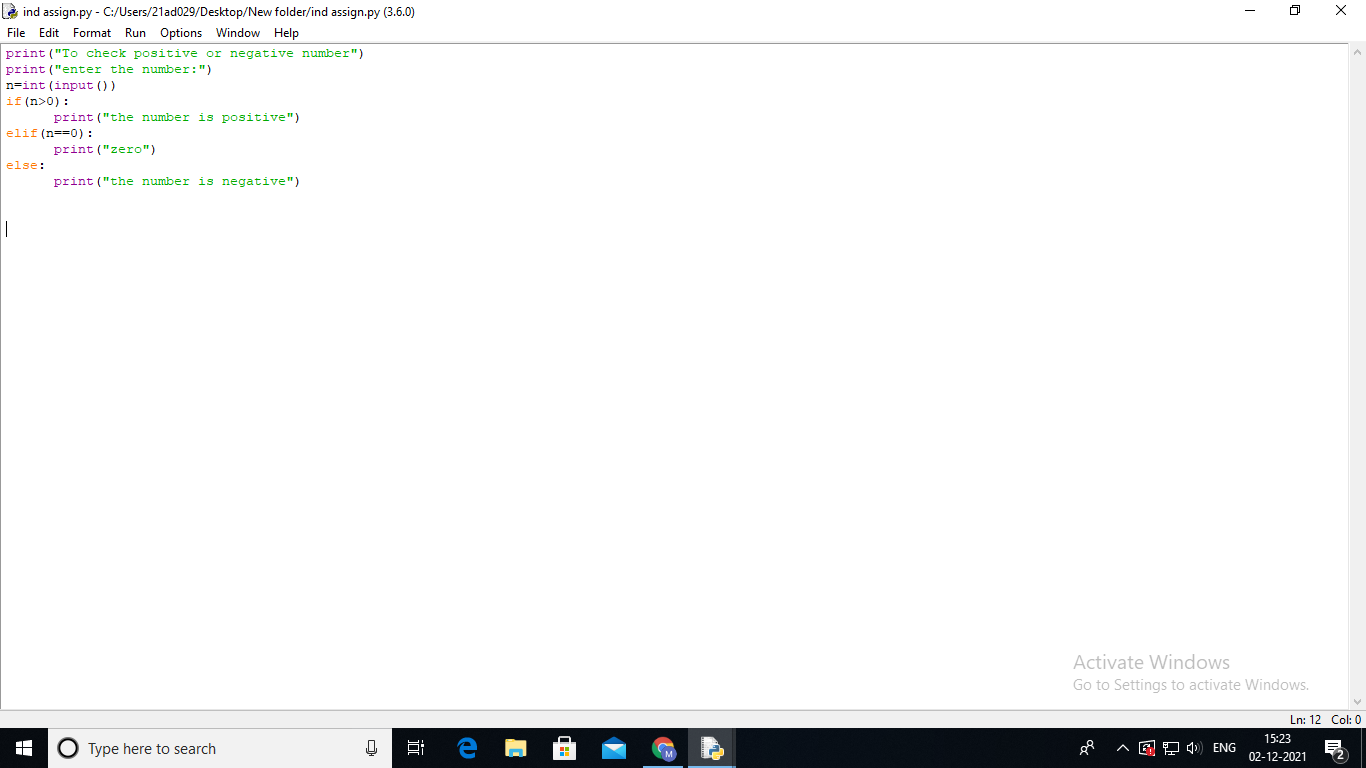 ind assign.py - C:/Users/21ad029/Desktop/New folder/ind assign.py (3.6.0)
File Edit Format Run Options Window Help
print("To check positive or negative number")
print("enter the number:")
n=int(input())
if(n>0):
      print("the number is positive")
elif(n==0):
      print("zero")
else:
      print("the number is negative")
Activate Windows
Go to Settings to activate Windows.
Ln: 12 Col: 0
Type here to search
M
ENG
15:23
02-12-2021
2